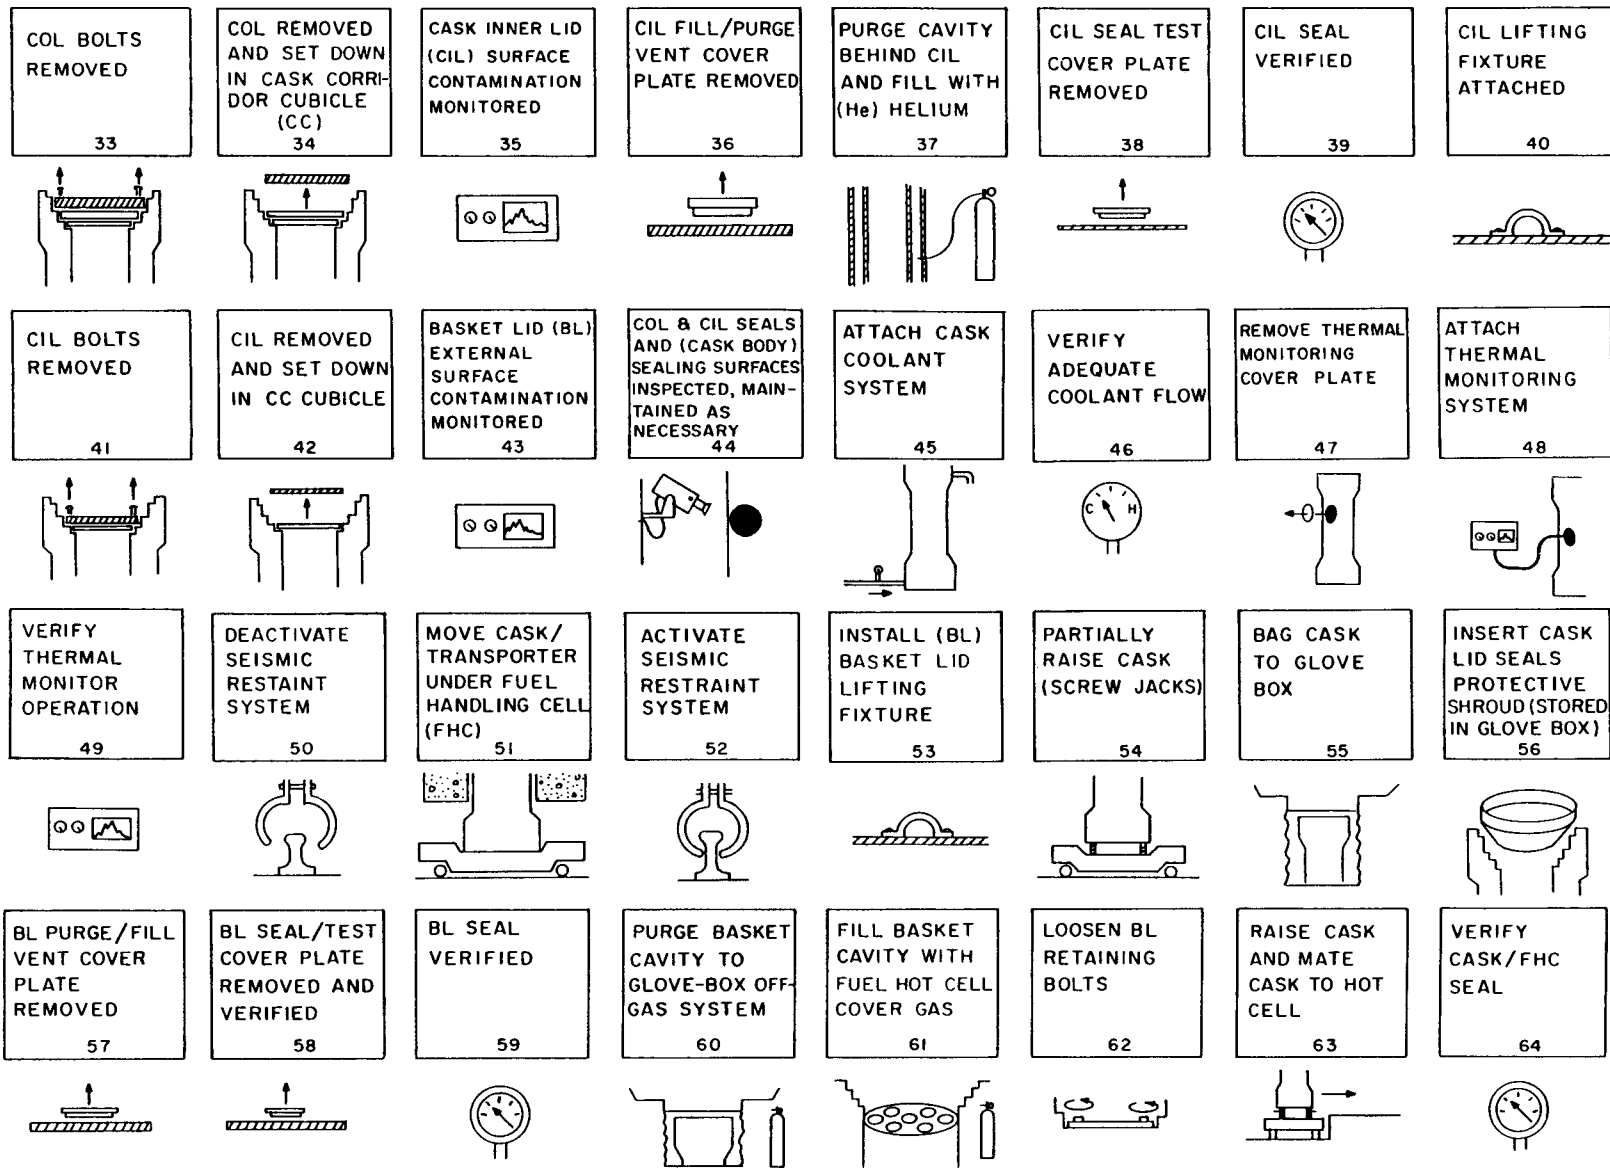 COL BOLTS
REMOVED
33
COL REMOVED
AND SET DOWN
IN CASK CORRI-
DOR CUBICLE
(CC)
34
CASK INNER LID
(CIL) SURFACE
CONTAMINATION
MONITORED
35
CIL FILL/PURGE
VENT COVER
PLATE REMOVED
36
PURGE CAVITY
BEHIND CIL
AND FILL WITH
(He) HELIUM
37
CIL SEAL TEST
COVER PLATE
REMOVED
38
CIL SEAL
VERIFIED
39
CIL LIFTING
FIXTURE
ATTACHED
40
CIL BOLTS
REMOVED
41
CIL REMOVED
AND SET DOWN
IN CC CUBICLE
42
BASKET LID (BL)
EXTERNAL
SURFACE
CONTAMINATION
MONITORED
43
COL & CIL SEALS
AND (CASK BODY)
SEALING SURFACES
INSPECTED, MAIN-
TAINED AS
NECESSARY
44
ATTACH CASK
COOLANT
SYSTEM
45
VERIFY
ADEQUATE
COOLANT FLOW
46
REMOVE THERMAL
MONITORING
COVER PLATE
47
ATTACH
THERMAL
MONITORING
SYSTEM
48
C H
VERIFY
THERMAL
MONITOR
OPERATION
49
DEACTIVATE
SEISMIC
RESTAINT
SYSTEM
50
MOVE CASK/
TRANSPORTER
UNDER FUEL
HANDLING CELL
(FHC)
51
ACTIVATE
SEISMIC
RESTRAINT
SYSTEM
52
INSTALL (BL)
BASKET LID
LIFTING
FIXTURE
53
PARTIALLY
RAISE CASK
(SCREW JACKS)
54
BAG CASK
TO GLOVE
BOX
55
INSERT CASK
LID SEALS
PROTECTIVE
SHROUD (STORED
IN GLOVE BOX)
56
BL PURGE/FILL
VENT COVER
PLATE
REMOVED
57
BL SEAL/TEST
COVER PLATE
REMOVED AND
VERIFIED
58
BL SEAL
VERIFIED
59
PURGE BASKET
CAVITY TO
GLOVE-BOX OFF-
GAS SYSTEM
60
FILL BASKET
CAVITY WITH
FUEL HOT CELL
COVER GAS
61
LOOSEN BL
RETAINING
BOLTS
62
RAISE CASK
AND MATE
CASK TO HOT
CELL
63
VERIFY
CASK/FHC
SEAL
64